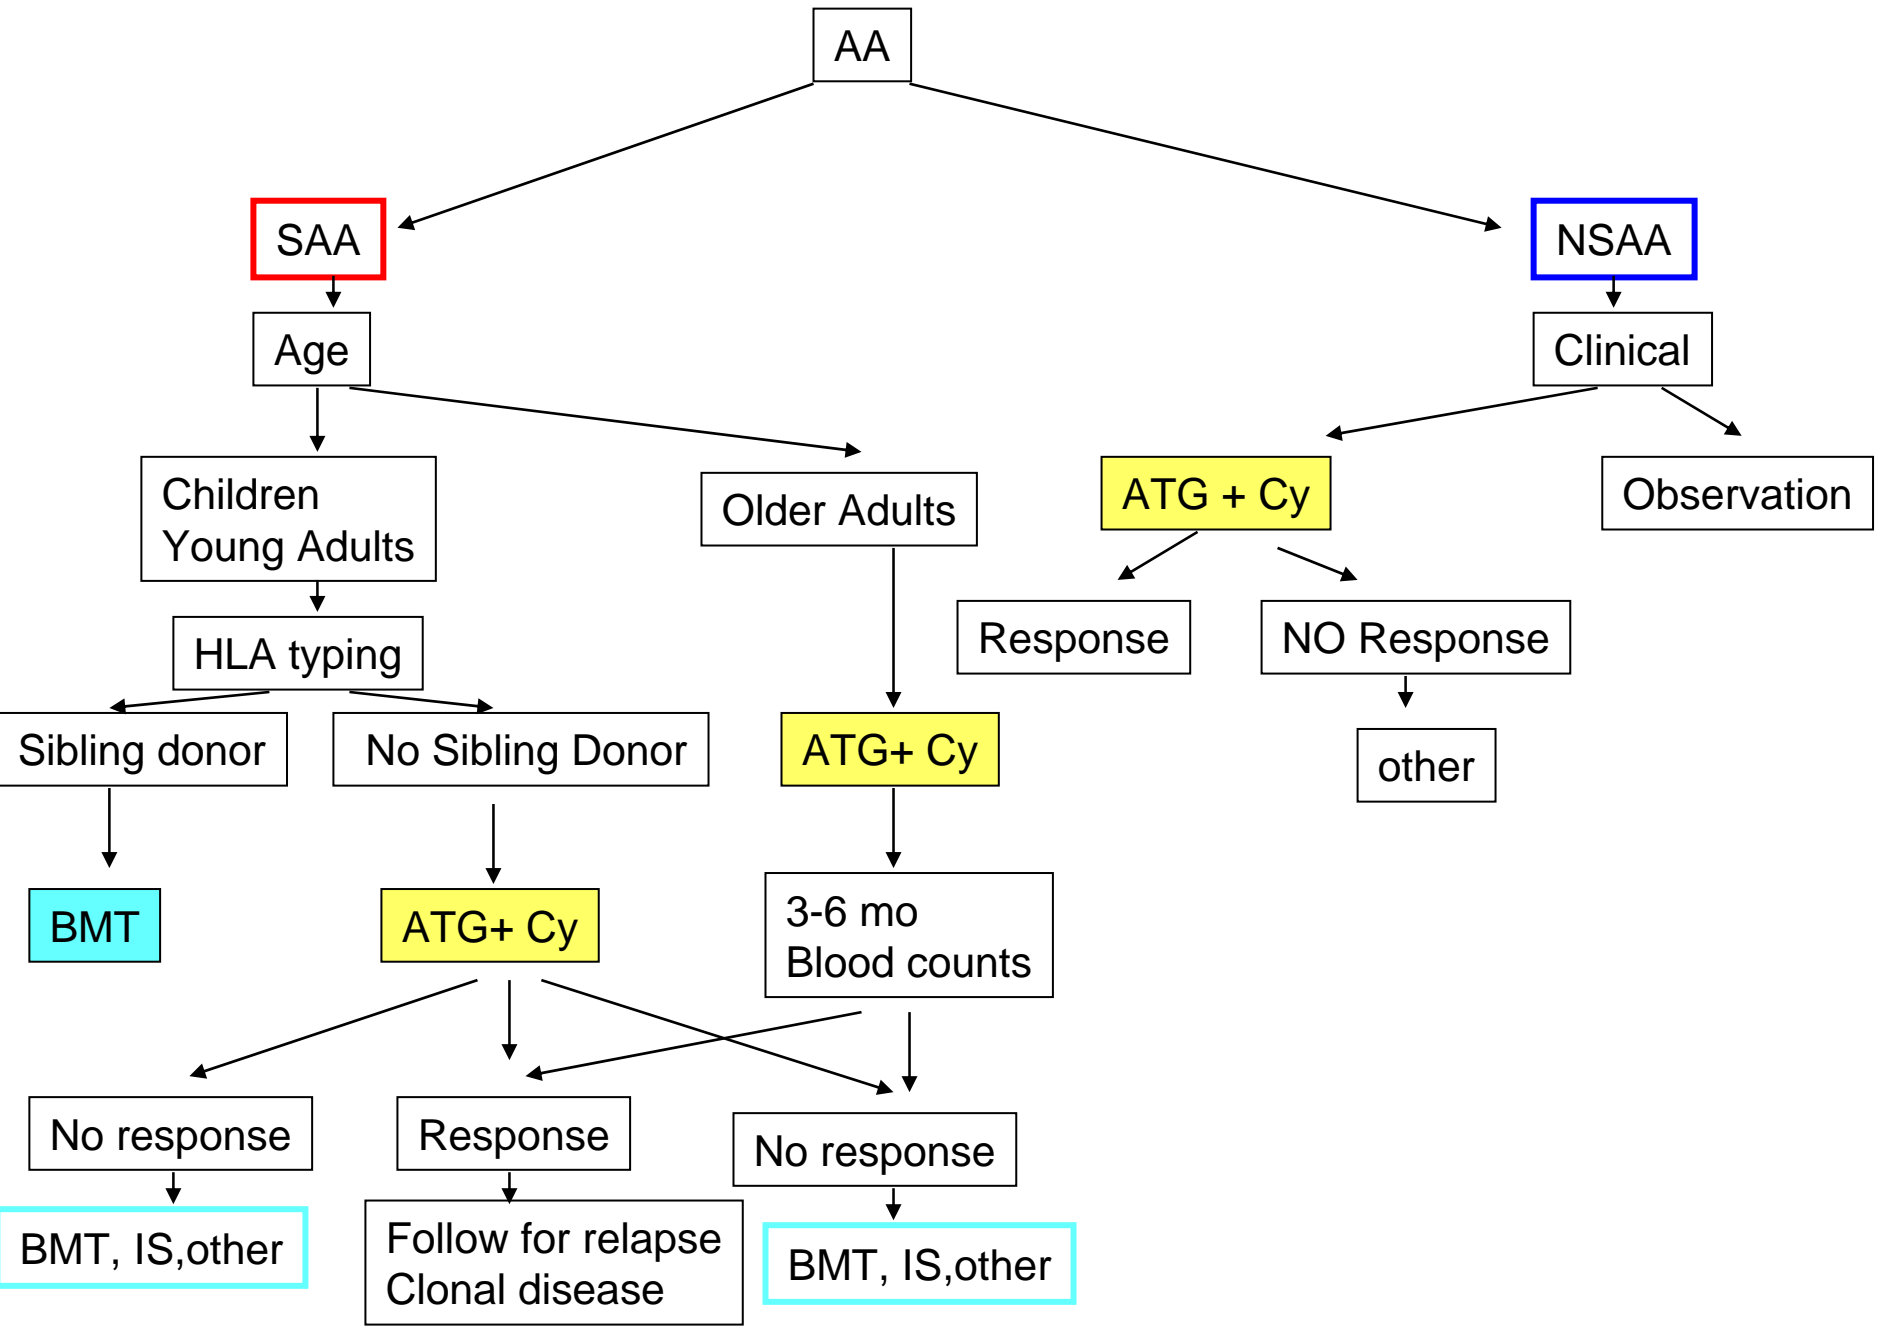 AA
SAA
NSAA
Age
Clinical
Children
Young Adults
Older Adults
ATG + Cy
Observation
HLA typing
Response
NO Response
Sibling donor
No Sibling Donor
ATG+ Cy
other
BMT
ATG+ Cy
3-6 mo
Blood counts
No response
Response
No response
BMT, IS,other
Follow for relapse
Clonal disease
BMT, IS,other